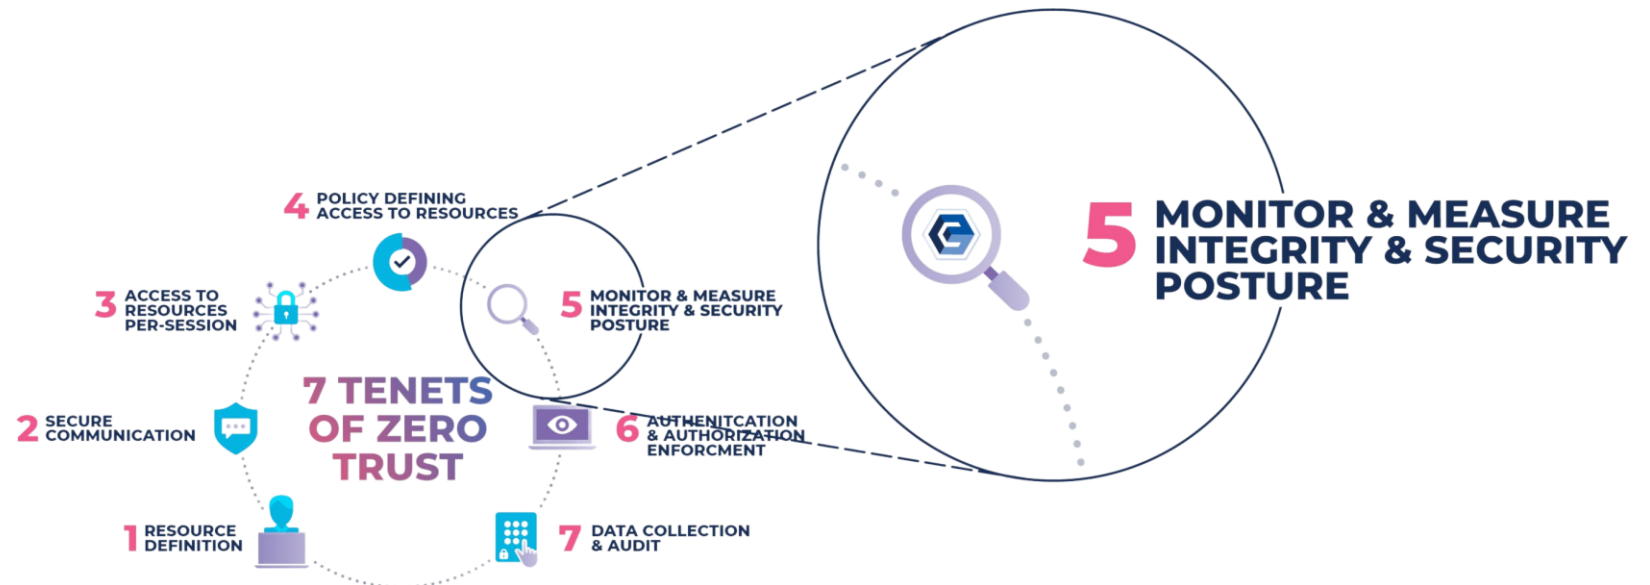 4 POLICY DEFINING
ACCESS TO RESOURCES
3 ACCESS TO
RESOURCES
PER-SESSION
5 MONITOR & MEASURE
INTEGRITY & SECURITY
POSTURE
7 TENETS
OF ZERO
TRUST
2 SECURE
COMMUNICATION
6 AUTHENITCATION
& AUTHORIZATION
ENFORCMENT
1 RESOURCE
DEFINITION
7 DATA COLLECTION
& AUDIT
5 MONITOR & MEASURE
INTEGRITY & SECURITY
POSTURE